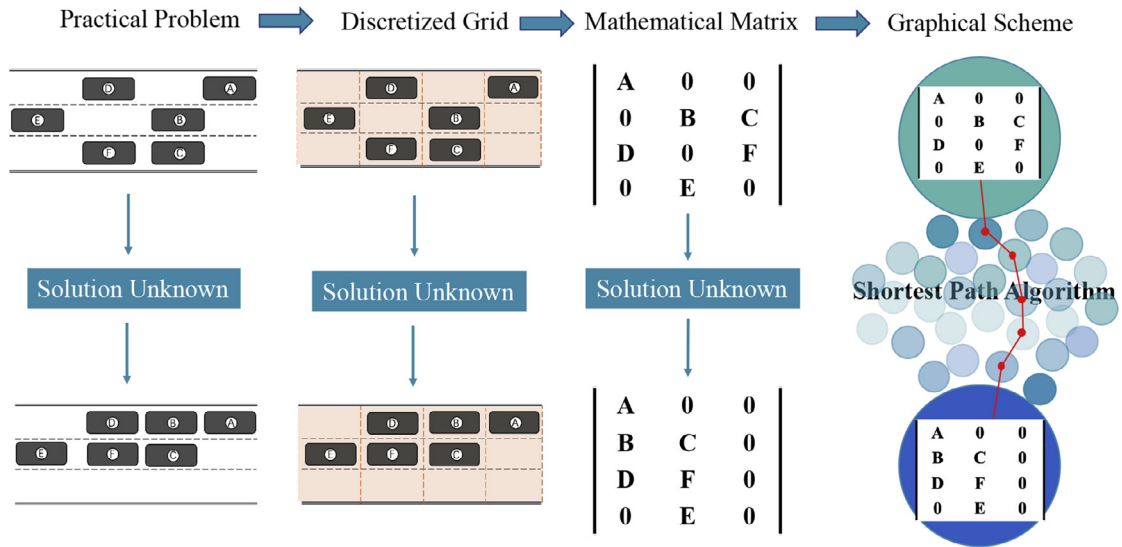 Practical Problem Discretized Grid Mathematical Matrix Graphical Scheme
D A
E B
F C
D A
E B
F C
A 0 0
0 B C
D 0 F
0 E 0
A 0 0
0 B C
D 0 F
0 E 0
Solution Unknown
Solution Unknown
Solution Unknown
Shortest Path Algorithm
D B A
E F C
D B A
E F C
A 0 0
B C 0
D F 0
0 E 0
A 0 0
B C 0
D F 0
0 E 0